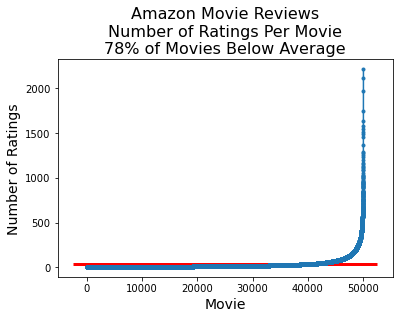 Amazon Movie Reviews
Number of Ratings Per Movie
78% of Movies Below Average
Number of Ratings
2000
1500
1000
500
0
0 10000 20000 30000 40000 50000
Movie